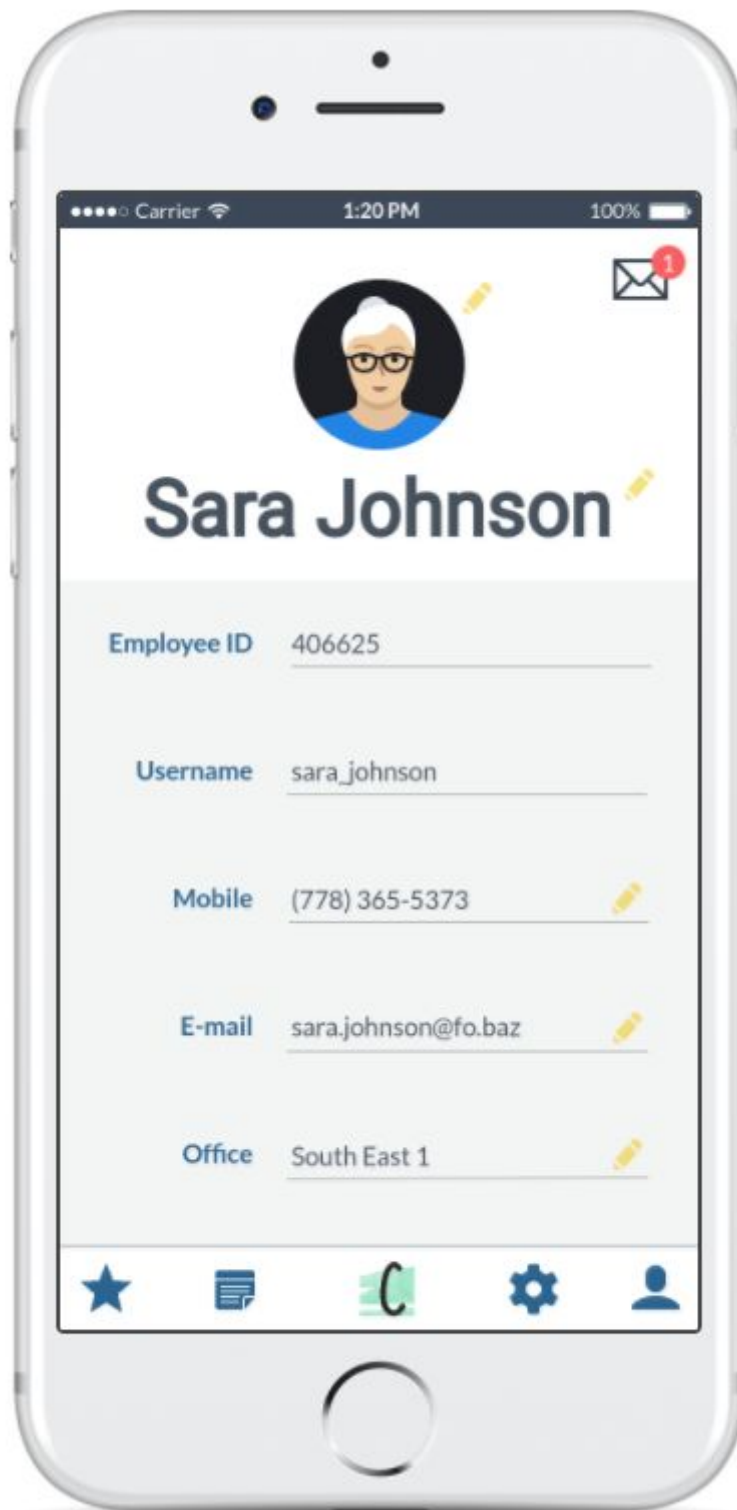 Carrier 1:20 PM 100%
1
Sara Johnson
Employee ID 406625
Username sara_johnson
Mobile (778) 365-5373
E-mail sara.johnson@fo.baz
Office South East 1
C